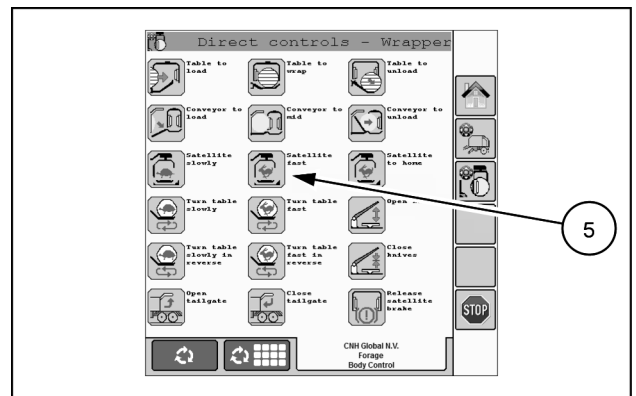 Direct controls - Wrapper
Table to
load
Table to
wrap
Table to
unload
Conveyor to
load
Conveyor to
mid
Conveyor to
unload
Satellite
slowly
Satellite
fast
Satellite
to home
Turn table
slowly
Turn table
fast
Open
Turn table
slowly in
reverse
Turn table
fast in
reverse
Close
knives
Open
tailgate
Close
tailgate
Release
satellite
brake
STOP
CNH Global N.V.
Forage
Body Control
5